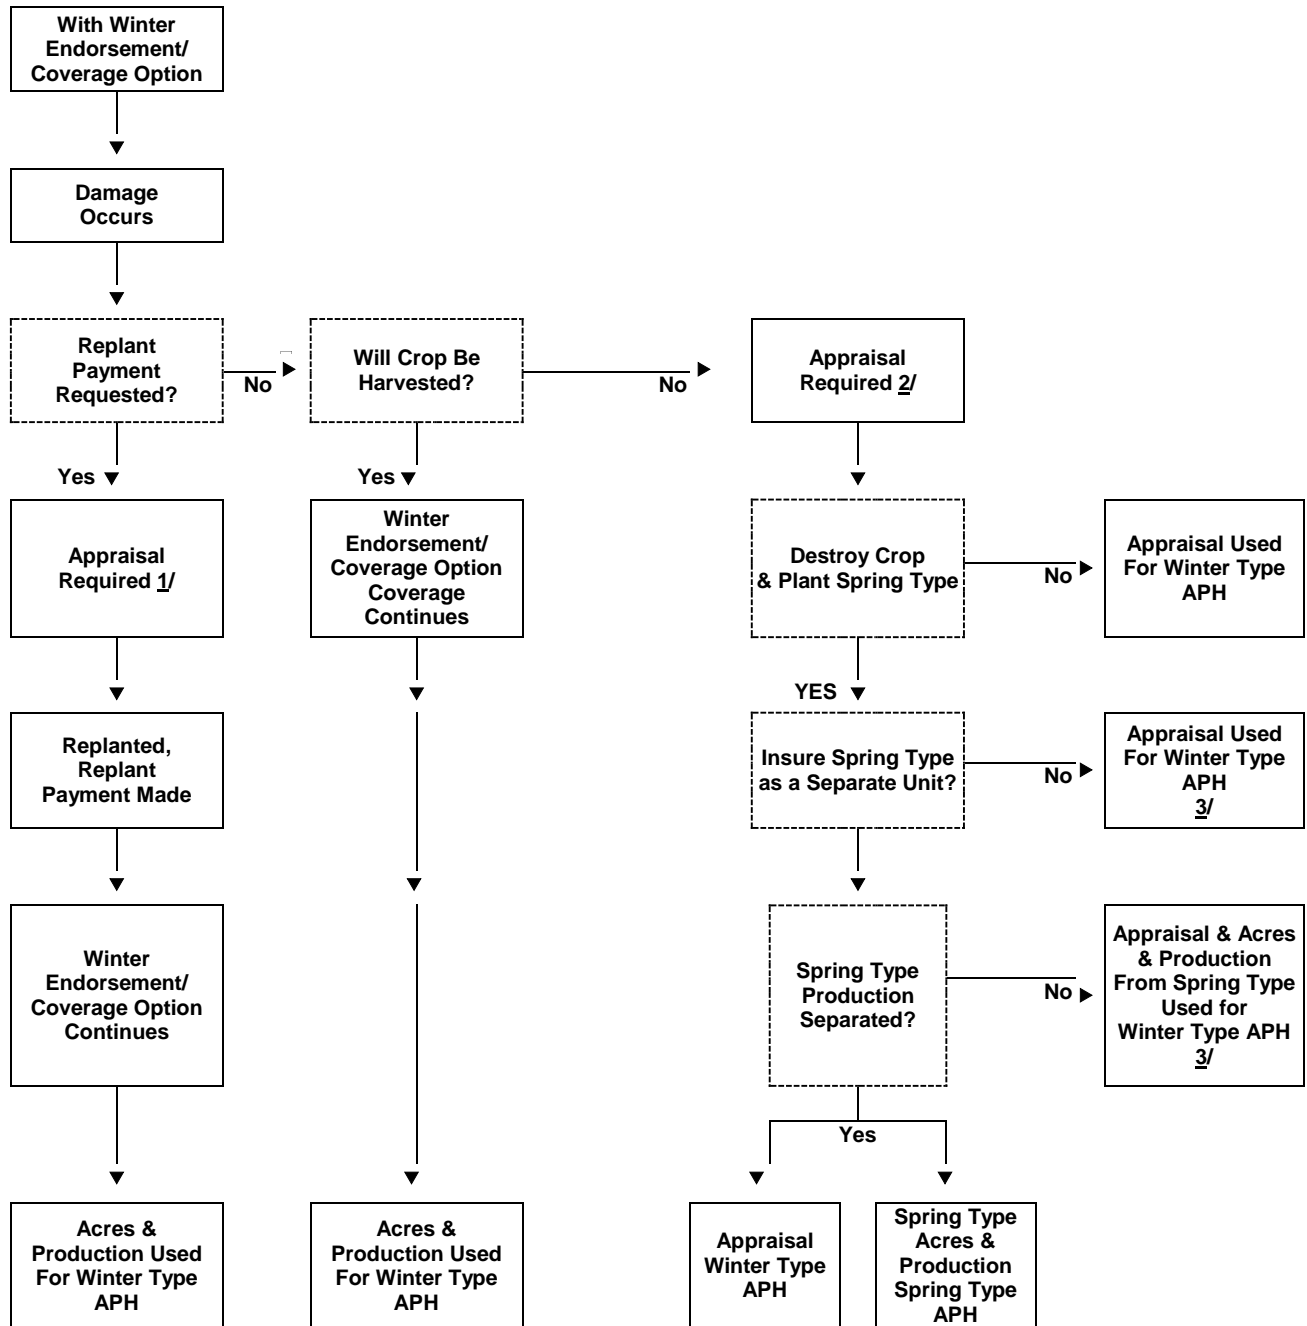 With Winter
Endorsement/
Coverage Option
Damage
Occurs
Replant
Payment
Requested?
No
Will Crop Be
Harvested?
No
Appraisal
Required 2/
Yes
Yes
Appraisal
Required 1/
Winter
Endorsement/
Coverage Option
Coverage
Continues
Destroy Crop
& Plant Spring Type
No
Appraisal Used
For Winter Type
APH
YES
Replanted,
Replant
Payment Made
Insure Spring Type
as a Separate Unit?
No
Appraisal Used
For Winter Type
APH
3/
Winter
Endorsement/
Coverage Option
Continues
Spring Type
Production
Separated?
No
Appraisal & Acres
& Production
From Spring Type
Used for
Winter Type APH
3/
Yes
Acres &
Production Used
For Winter Type
APH
Acres &
Production Used
For Winter Type
APH
Appraisal
Winter Type
APH
Spring Type
Acres &
Production
Spring Type
APH